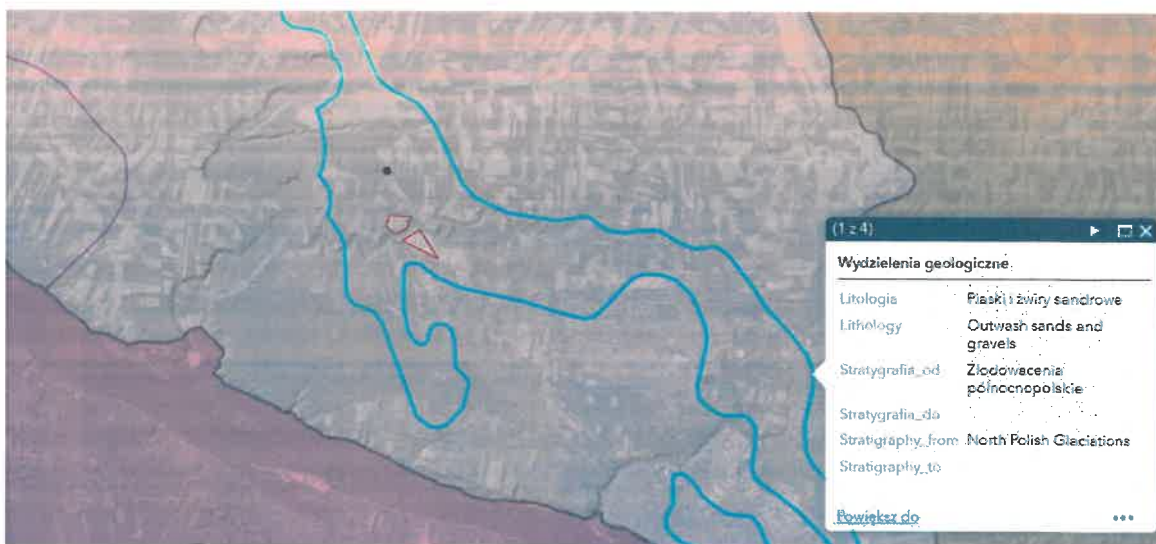 (1 z 4)
Wydzielenia geologiczne
Litologia Piaski i żwiry sandrowe
Lithology Outwash sands and
gravels
Stratygrafia_od Zlodowacenia
północnopolskie
Stratygrafia_do
Stratigraphy_from North Polish Glaciations
Stratigraphy_to
Powiększ do